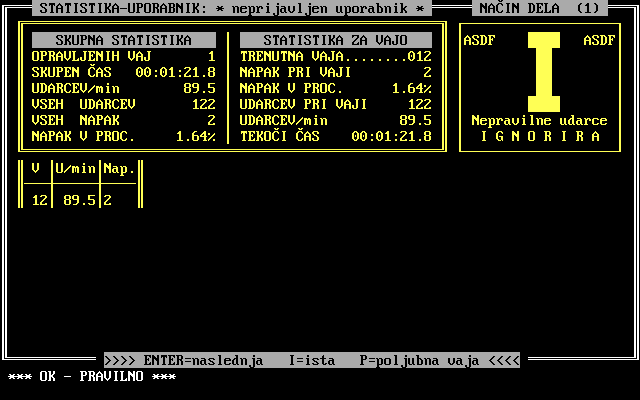 STATISTIKA-UPORABNIK: * neprijavljen uporabnik *
NAČIN DELA (1)
SKUPNA STATISTIKA
OPRAVLJENIH VAJ 1
SKUPEN ČAS 00:01:21.8
UDARCEV/min 89.5
VSEH UDARCEV 122
VSEH NAPAK 2
NAPAK V PROC. 1.64%
STATISTIKA ZA VAJO
TRENUTNA VAJA........012
NAPAK PRI VAJI 2
NAPAK V PROC. 1.64%
UDARCEV PRI VAJI 122
UDARCEV/min 89.5
TEKOČI ČAS 00:01:21.8
ASDF I ASDF
Nepravilne udarce
I G N O R I R A
V U/min Nap.
12 89.5 2
>>>> ENTER=naslednja I=ista P=poljubna vaja <<<<
*** OK - PRAVILNO ***